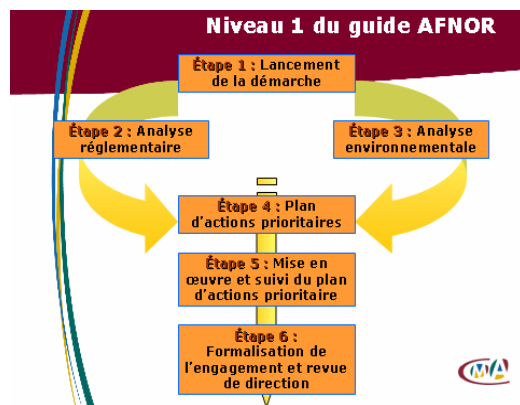 Niveau 1 du guide AFNOR
Étape 1 : Lancement
de la démarche
Étape 2 : Analyse
réglementaire
Étape 3 : Analyse
environnementale
Étape 4 : Plan
d'actions prioritaires
Étape 5 : Mise en
œuvre et suivi du plan
d'actions prioritaire
Étape 6 :
Formalisation de
l'engagement et revue
de direction
CMA